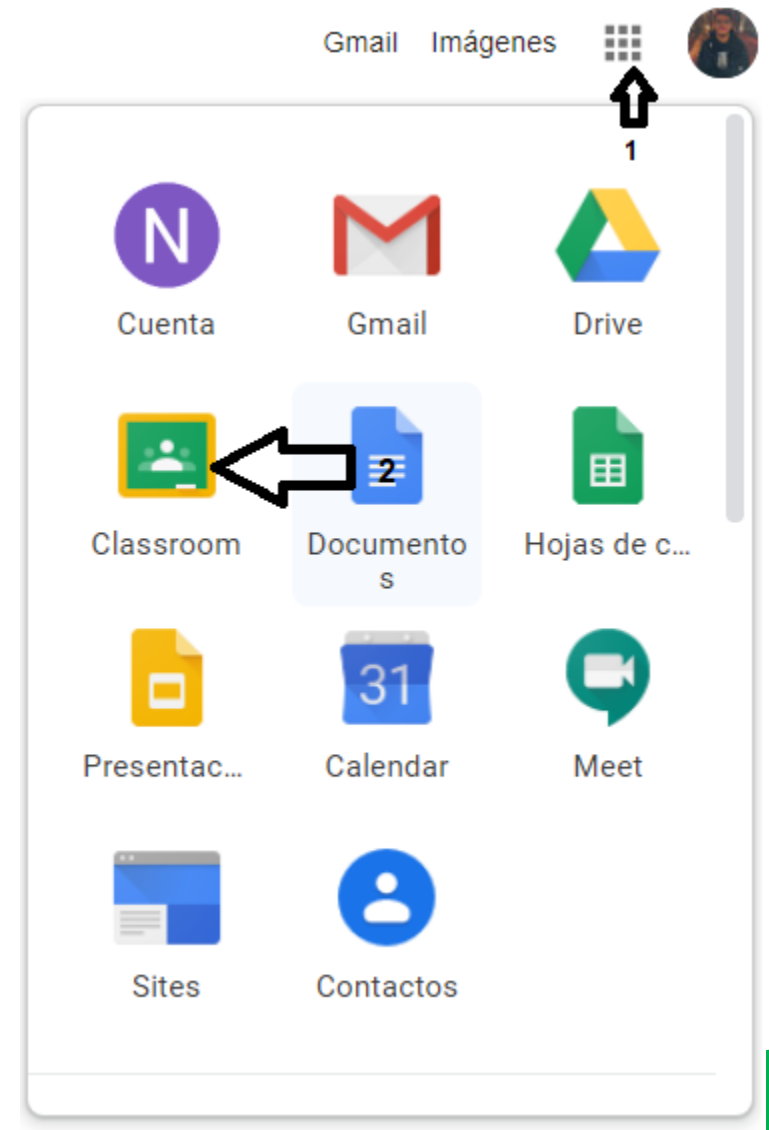 Gmail Imágenes
1
N
Cuenta Gmail Drive
2
Classroom Documento Hojas de c...
s
31
Presentac... Calendar Meet
Sites Contactos